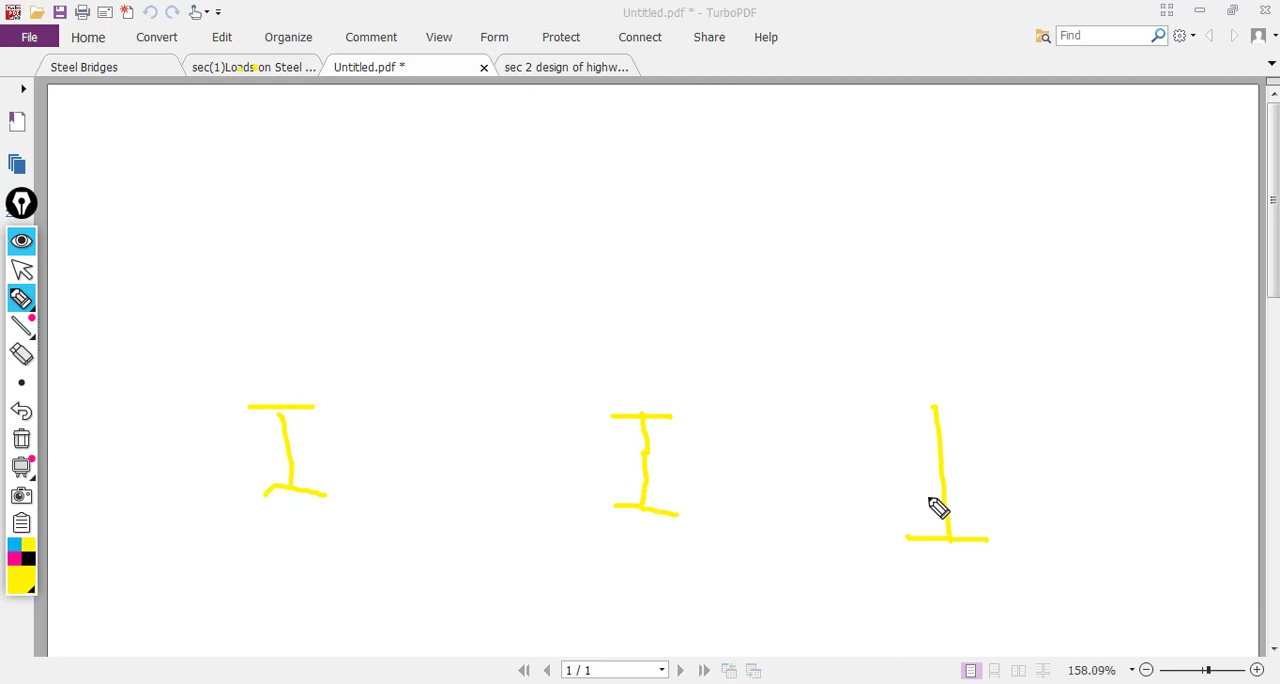 Untitled.pdf * - TurboPDF
File Home Convert Edit Organize Comment View Form Protect Connect Share Help Find
Steel Bridges sec(1)Loads on Steel ... Untitled.pdf * sec 2 design of highw...
1 / 1 158.09%